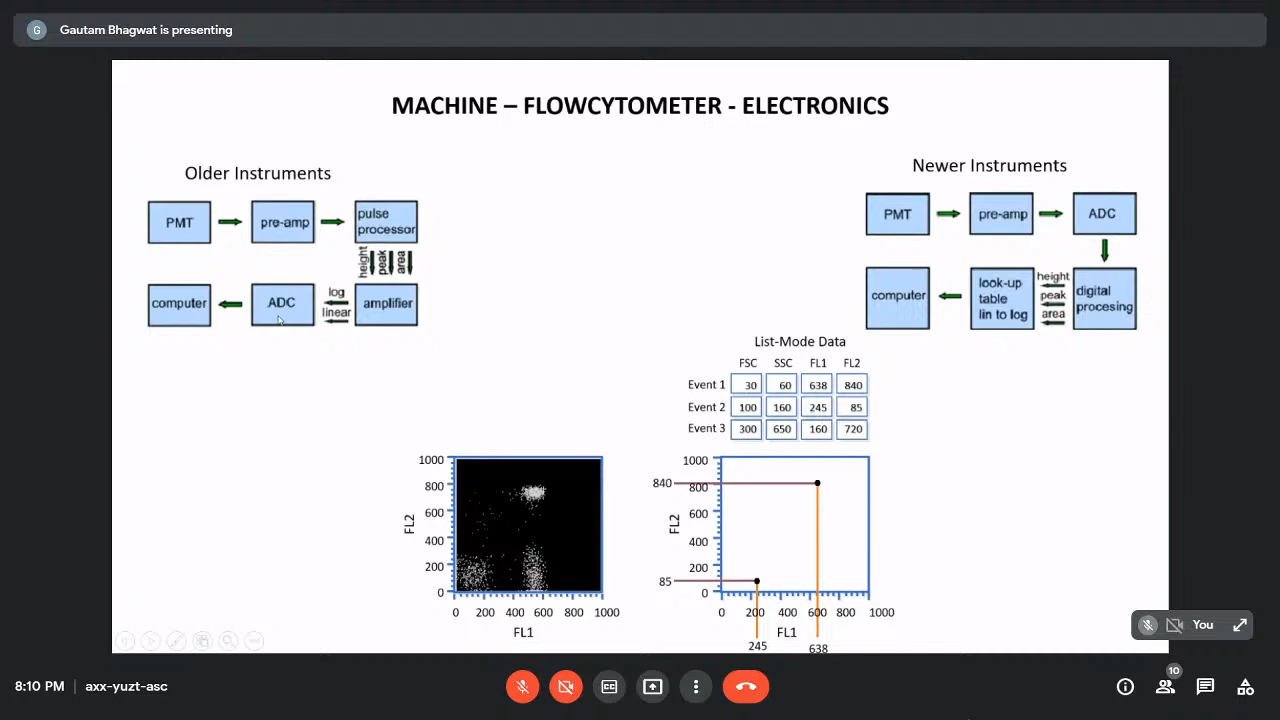 G Gautam Bhagwat is presenting
MACHINE – FLOWCYTOMETER - ELECTRONICS
Older Instruments
PMT
pre-amp
pulse
processor
height
peak
area
computer
ADC
log
linear
amplifier
Newer Instruments
PMT
pre-amp
ADC
computer
look-up
table
lin to log
height
peak
area
digital
procesing
List-Mode Data
FSC SSC FL1 FL2
Event 1 30 60 638 840
Event 2 100 160 245 85
Event 3 300 650 160 720
1000
800
600
400
200
0
FL2
0 200 400 600 1000
FL1
1000
840
800
600
400
200
85
0
FL2
0 200 400 600 800 1000
FL1
245 638
You
8:10 PM | axx-yuzt-asc
CC
10